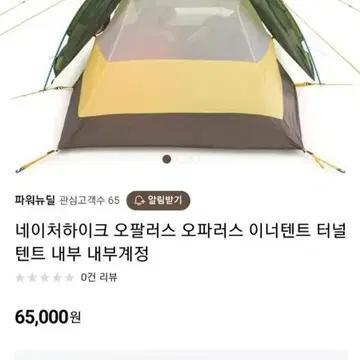 파워뉴딜 관심고객수 65 알림받기
네이처하이크 오팔러스 오파러스 이너텐트 터널
텐트 내부 내부계정
0건 리뷰
65,000원